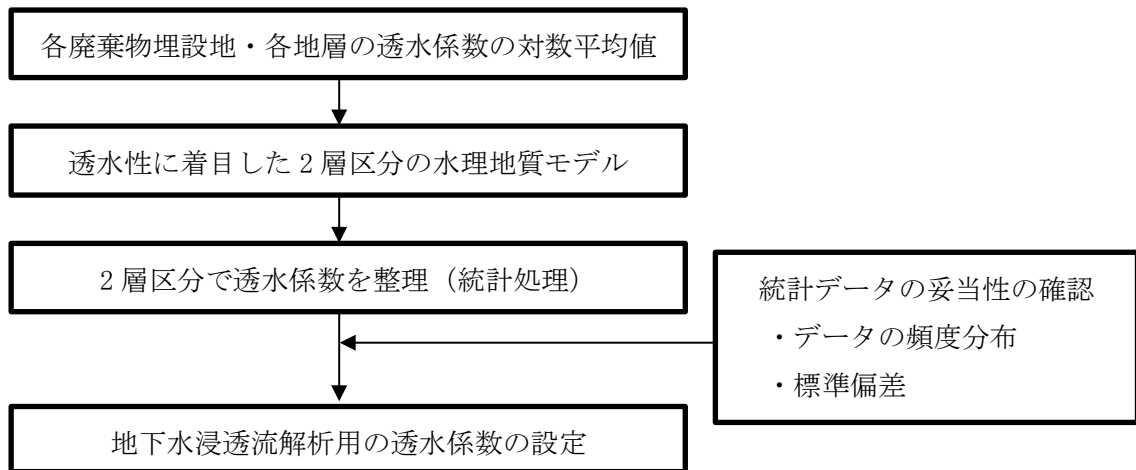 各廃棄物埋設地・各地層の透水係数の対数平均値
透水性に着目した 2 層区分の水理地質モデル
2 層区分で透水係数を整理（統計処理）
統計データの妥当性の確認
・データの頻度分布
・標準偏差
地下水浸透流解析用の透水係数の設定